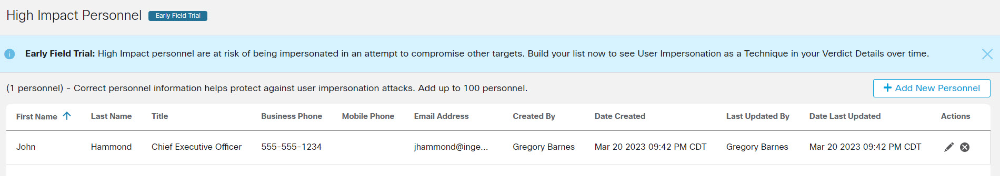 High Impact Personnel Early Field Trial
Early Field Trial: High Impact personnel are at risk of being impersonated in an attempt to compromise other targets. Build your list now to see User Impersonation as a Technique in your Verdict Details over time.
(1 personnel) - Correct personnel information helps protect against user impersonation attacks. Add up to 100 personnel. + Add New Personnel
First Name Last Name Title Business Phone Mobile Phone Email Address Created By Date Created Last Updated By Date Last Updated Actions
John Hammond Chief Executive Officer 555-555-1234 jhammond@inge... Gregory Barnes Mar 20 2023 09:42 PM CDT Gregory Barnes Mar 20 2023 09:42 PM CDT